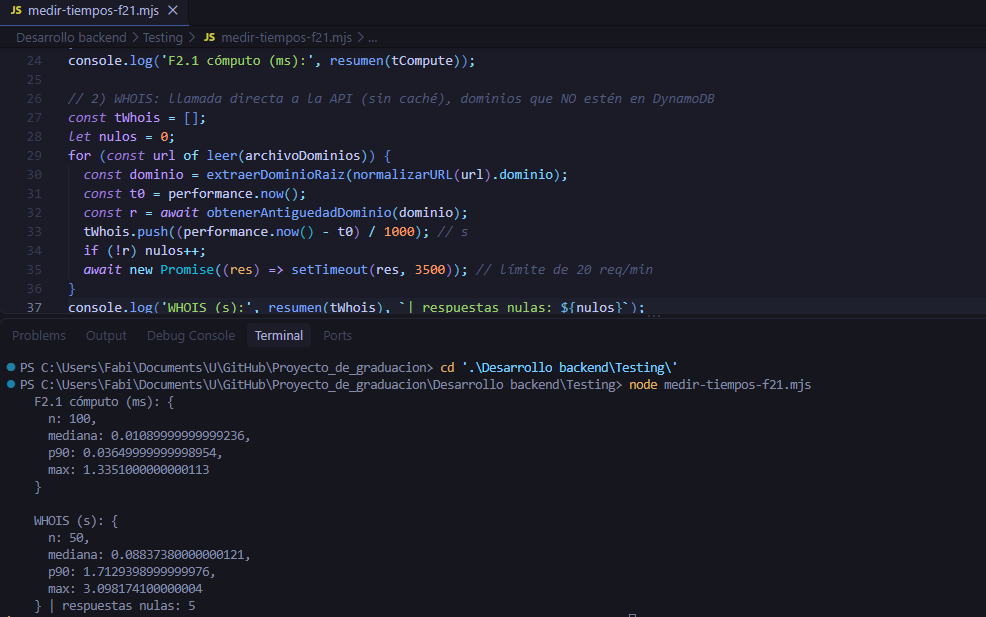 JS medir-tiempos-f21.mjs ×
Desarrollo backend > Testing > JS medir-tiempos-f21.mjs > ...
24 console.log('F2.1 cómputo (ms):', resumen(tCompute));
25
26 // 2) WHOIS: llamada directa a la API (sin caché), dominios que NO estén en DynamoDB
27 const tWhois = [];
28 let nulos = 0;
29 for (const url of leer(archivoDominios)) {
30 const dominio = extraerDominioRaiz(normalizarURL(url).dominio);
31 const t0 = performance.now();
32 const r = await obtenerAntiguedadDominio(dominio);
33 tWhois.push((performance.now() - t0) / 1000); // s
34 if (!r) nulos++;
35 await new Promise((res) => setTimeout(res, 3500)); // límite de 20 req/min
36 }
37 console.log('WHOIS (s):', resumen(tWhois), `| respuestas nulas: ${nulos}`);
Problems Output Debug Console Terminal Ports
PS C:\Users\Fabi\Documents\U\GitHub\Proyecto_de_graduacion> cd '.\Desarrollo backend\Testing\'
PS C:\Users\Fabi\Documents\U\GitHub\Proyecto_de_graduacion\Desarrollo backend\Testing> node medir-tiempos-f21.mjs
F2.1 cómputo (ms): {
n: 100,
mediana: 0.01089999999999236,
p90: 0.03649999999998954,
max: 1.3351000000000113
}
WHOIS (s): {
n: 50,
mediana: 0.08837380000000121,
p90: 1.7129398999999976,
max: 3.098174100000004
} | respuestas nulas: 5